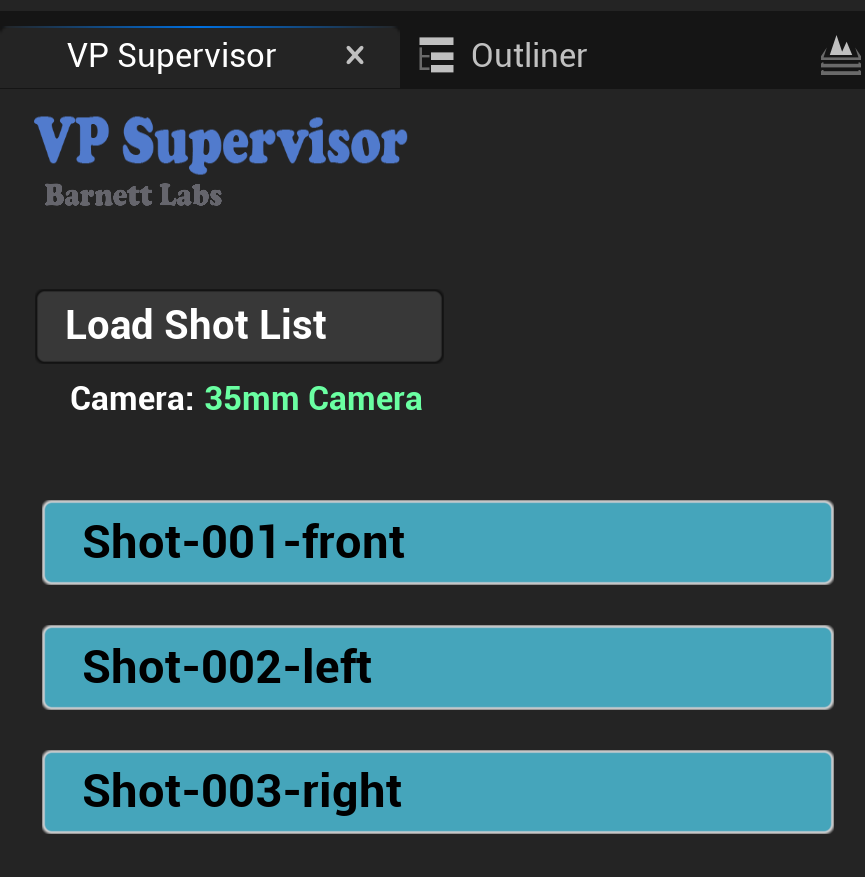 VP Supervisor
Outliner
VP Supervisor
Barnett Labs
Load Shot List
Camera: 35mm Camera
Shot-001-front
Shot-002-left
Shot-003-right